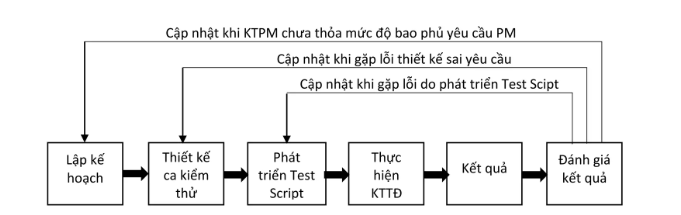 Cập nhật khi KTPM chưa thỏa mức độ bao phủ yêu cầu PM
Cập nhật khi gặp lỗi thiết kế sai yêu cầu
Cập nhật khi gặp lỗi do phát triển Test Scipt
Lập kế
hoạch
Thiết kế
ca kiểm
thử
Phát
triển Test
Script
Thực
hiện
KTTĐ
Kết quả
Đánh giá
kết quả